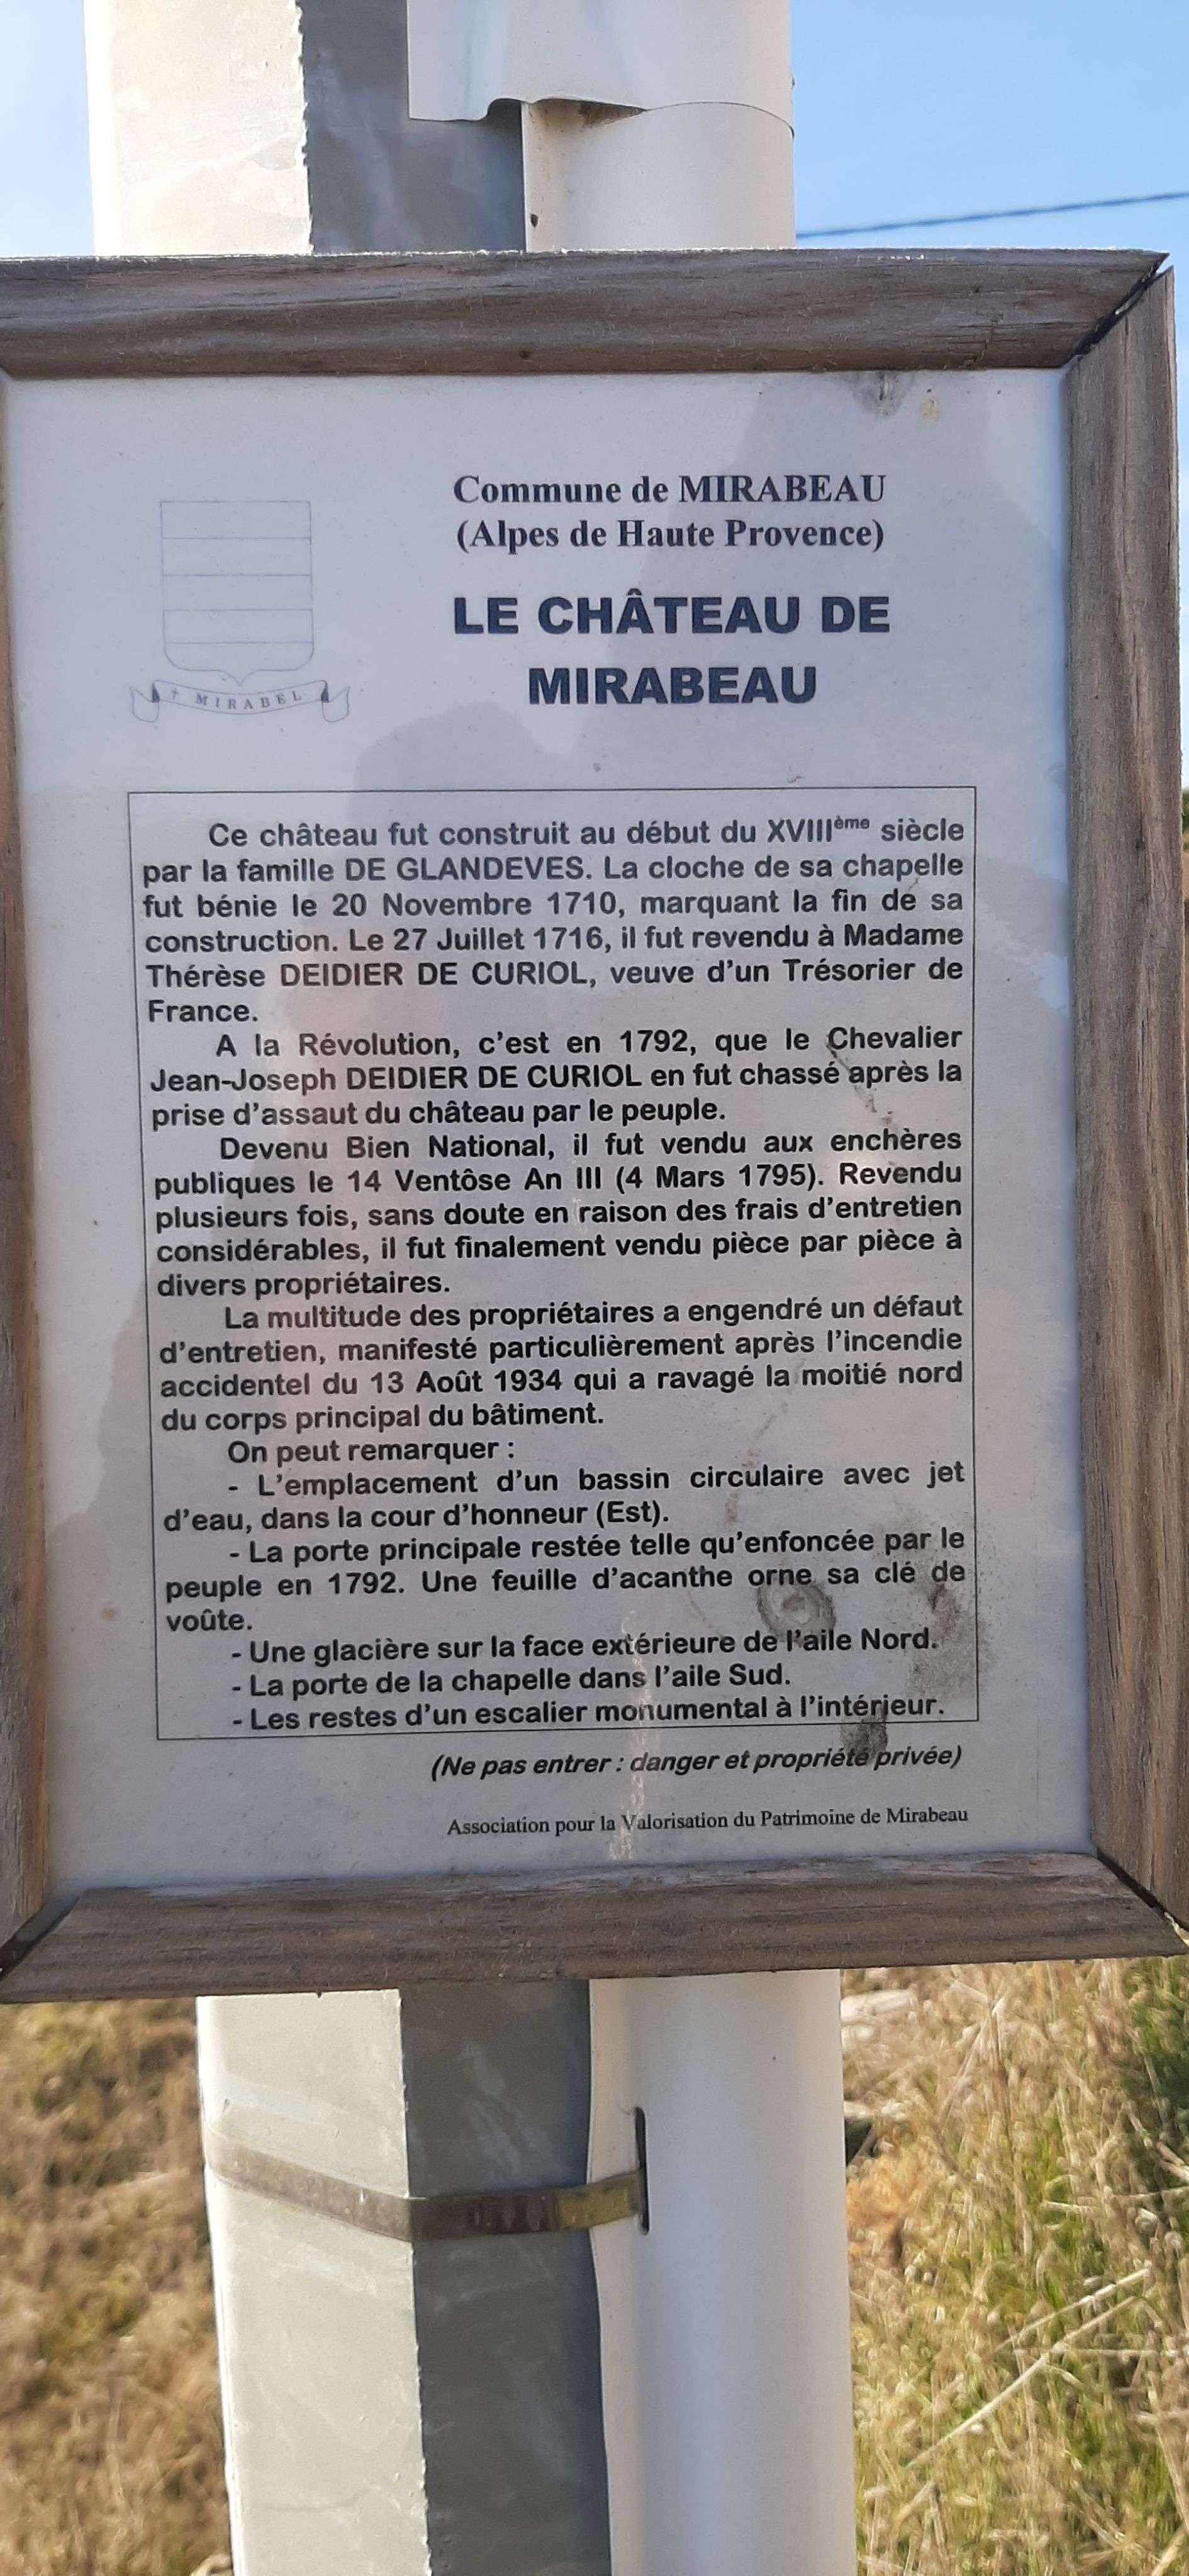 Commune de MIRABEAU
(Alpes de Haute Provence)
LE CHÂTEAU DE
MIRABEAU
+ MIRABEL
Ce château fut construit au début du XVIIIème siècle
par la famille DE GLANDEVES. La cloche de sa chapelle
fut bénie le 20 Novembre 1710, marquant la fin de sa
construction. Le 27 Juillet 1716, il fut revendu à Madame
Thérèse DEIDIER DE CURIOL, veuve d'un Trésorier de
France.
A la Révolution, c'est en 1792, que le Chevalier
Jean-Joseph DEIDIER DE CURIOL en fut chassé après la
prise d'assaut du château par le peuple.
Devenu Bien National, il fut vendu aux enchères
publiques le 14 Ventôse An III (4 Mars 1795). Revendu
plusieurs fois, sans doute en raison des frais d'entretien
considérables, il fut finalement vendu pièce par pièce à
divers propriétaires.
La multitude des propriétaires a engendré un défaut
d'entretien, manifesté particulièrement après l'incendie
accidentel du 13 Août 1934 qui a ravagé la moitié nord
du corps principal du bâtiment.
On peut remarquer :
- L'emplacement d'un bassin circulaire avec jet
d'eau, dans la cour d'honneur (Est).
- La porte principale restée telle qu'enfoncée par le
peuple en 1792. Une feuille d'acanthe orne sa clé de
voûte.
- Une glacière sur la face extérieure de l'aile Nord.
- La porte de la chapelle dans l'aile Sud.
- Les restes d'un escalier monumental à l'intérieur.
(Ne pas entrer : danger et propriété privée)
Association pour la Valorisation du Patrimoine de Mirabeau